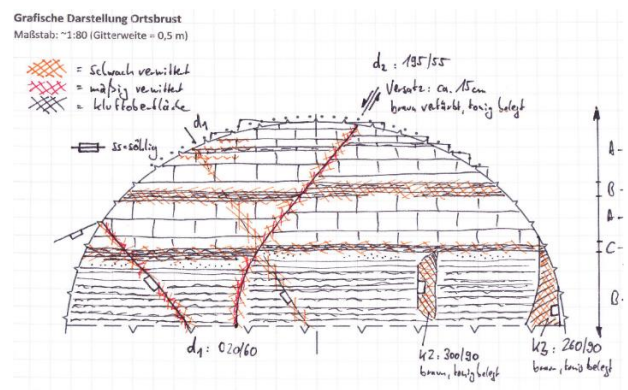 Grafische Darstellung Ortsbrust
Maßstab: ~1:80 (Gitterweite = 0,5 m)
= schwach verwittert
= mäßig verwittert
= Kluftoberfläche
ss=söhlig
d2 : 195/55
Versatz: ca. 15cm
braun verfärbt, tonig belegt
d1
A
B
A
C
B
d1: 020/60
K2: 300/90
braun, tonig belegt
K3: 260/90
braun, tonig belegt